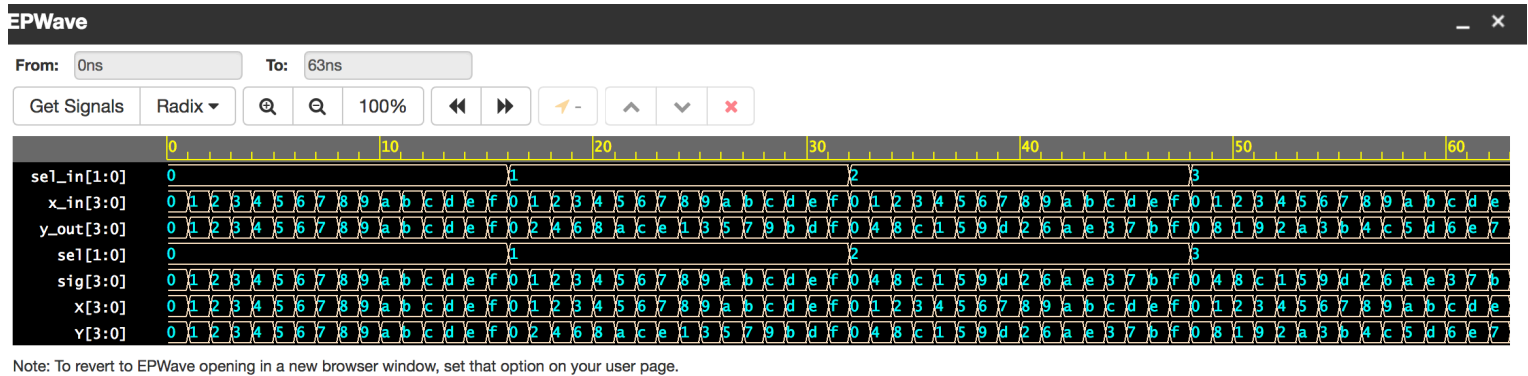 EPWave
From: 0ns To: 63ns
Get Signals Radix 100% -
0 10 20 30 40 50 60
sel_in[1:0] 0 1 2 3
x_in[3:0] 0 1 2 3 4 5 6 7 8 9 a b c d e f 0 1 2 3 4 5 6 7 8 9 a b c d e f 0 1 2 3 4 5 6 7 8 9 a b c d e f 0 1 2 3 4 5 6 7 8 9 a b c d e
y_out[3:0] 0 1 2 3 4 5 6 7 8 9 a b c d e f 0 2 4 6 8 a c e 1 3 5 7 9 b d f 0 4 8 c 1 5 9 d 2 6 a e 3 7 b f 0 8 1 9 2 a 3 b 4 c 5 d 6 e 7
sel[1:0] 0 1 2 3
sig[3:0] 0 1 2 3 4 5 6 7 8 9 a b c d e f 0 1 2 3 4 5 6 7 8 9 a b c d e f 0 4 8 c 1 5 9 d 2 6 a e 3 7 b f 0 4 8 c 1 5 9 d 2 6 a e 3 7 b
X[3:0] 0 1 2 3 4 5 6 7 8 9 a b c d e f 0 1 2 3 4 5 6 7 8 9 a b c d e f 0 1 2 3 4 5 6 7 8 9 a b c d e f 0 1 2 3 4 5 6 7 8 9 a b c d e
Y[3:0] 0 1 2 3 4 5 6 7 8 9 a b c d e f 0 2 4 6 8 a c e 1 3 5 7 9 b d f 0 4 8 c 1 5 9 d 2 6 a e 3 7 b f 0 8 1 9 2 a 3 b 4 c 5 d 6 e 7
Note: To revert to EPWave opening in a new browser window, set that option on your user page.